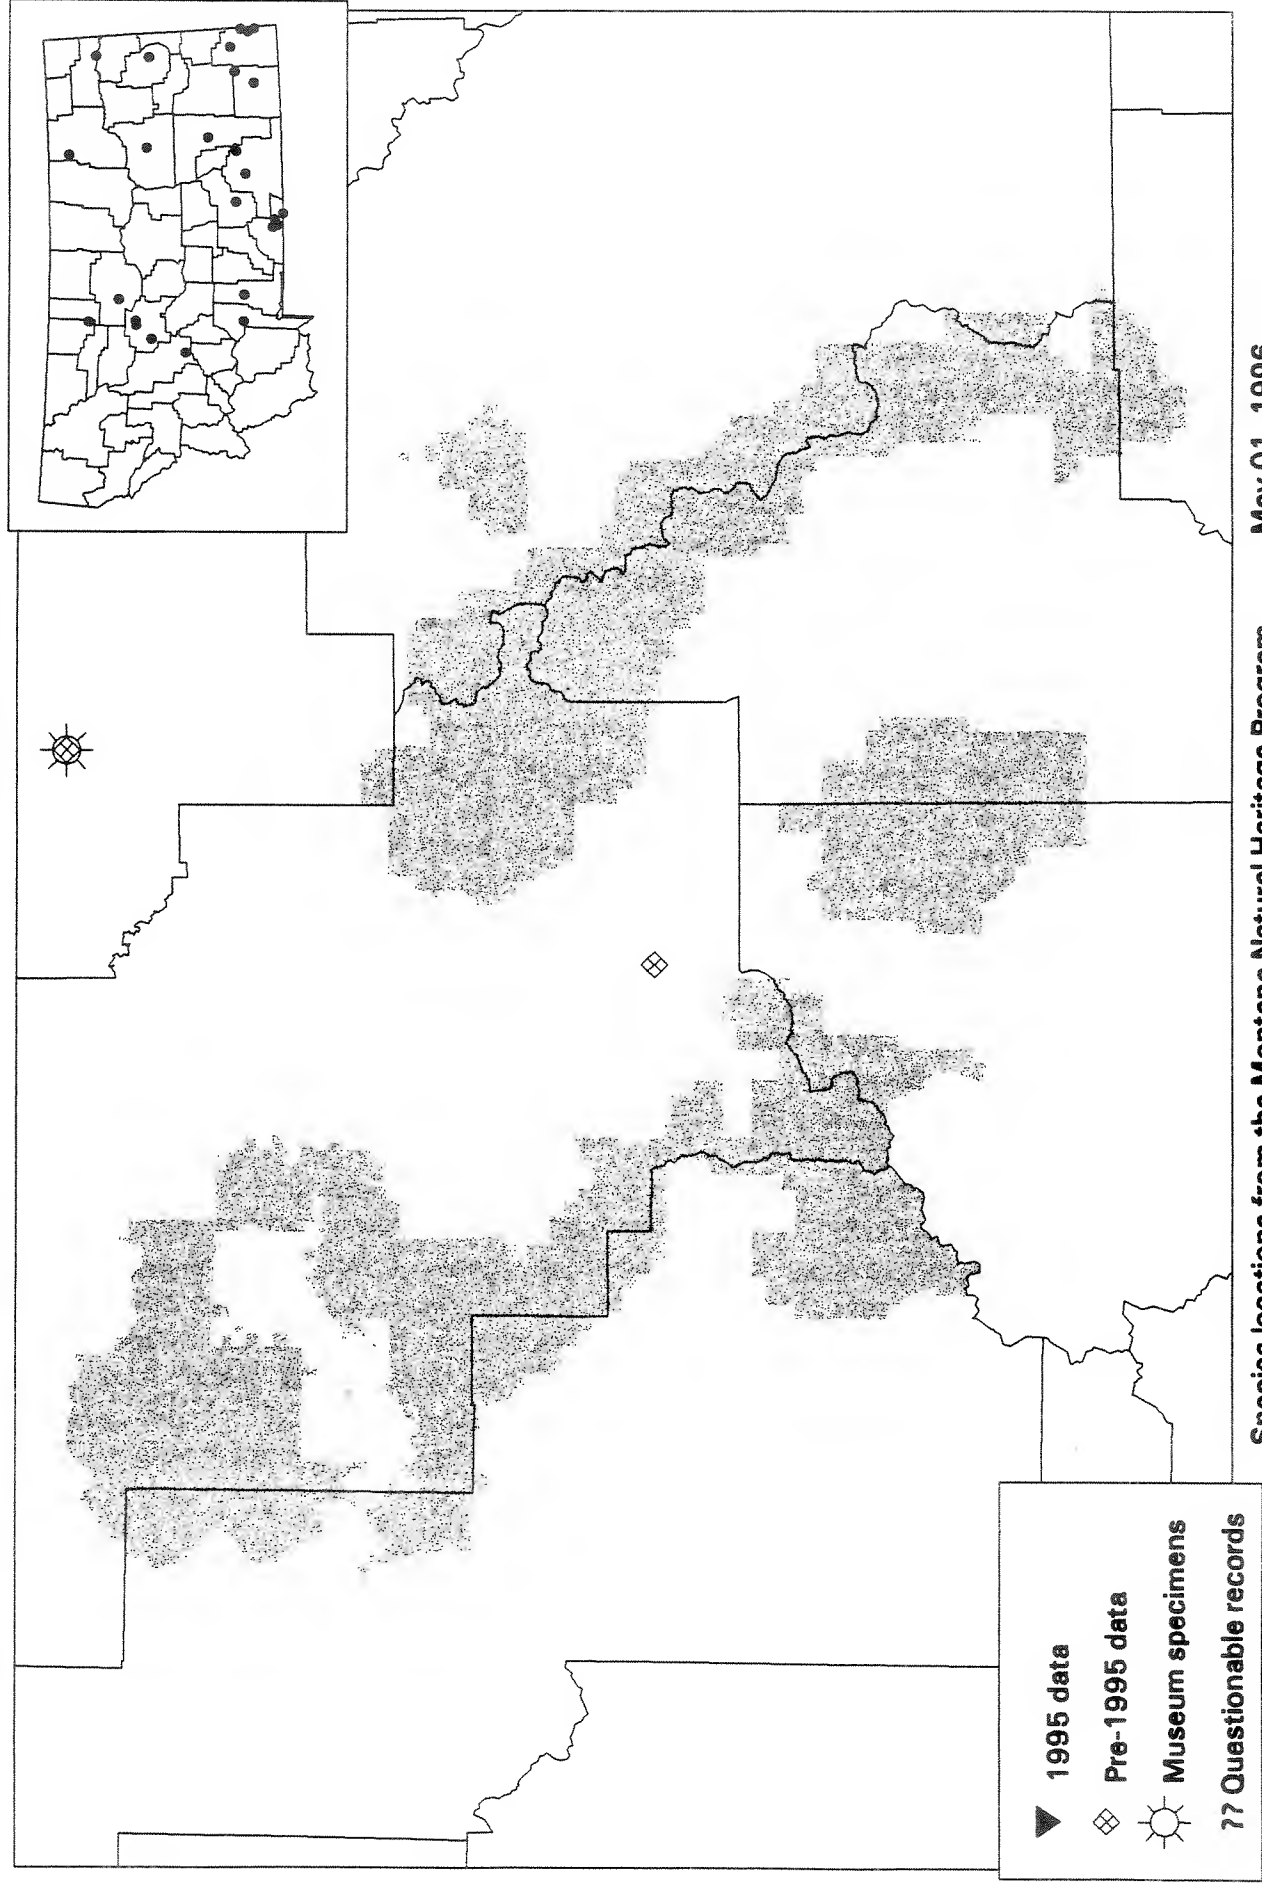 1995 data
Pre-1995 data
Museum specimens
?? Questionable records
Species locations from the Montana Natural Heritage Program May 01, 1996